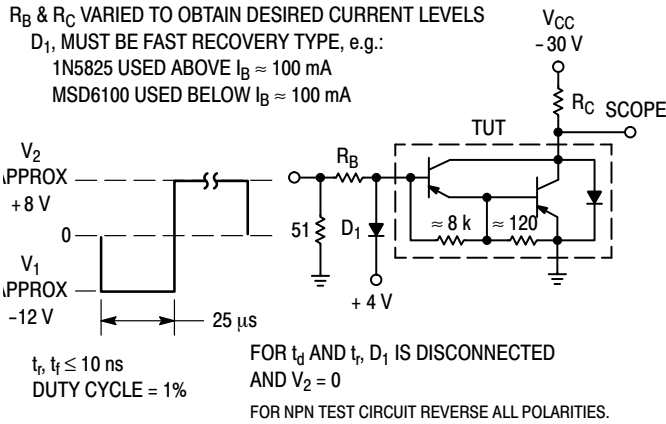 R_B & R_C VARIED TO OBTAIN DESIRED CURRENT LEVELS
D_1, MUST BE FAST RECOVERY TYPE, e.g.:
1N5825 USED ABOVE I_B ≈ 100 mA
MSD6100 USED BELOW I_B ≈ 100 mA
V_CC
- 30 V
R_C
SCOPE
TUT
V_2
PPROX
+ 8 V
0
V_1
PPROX
-12 V
25 μs
R_B
51
D_1
+ 4 V
≈ 8 k
≈ 120
t_r, t_f ≤ 10 ns
DUTY CYCLE = 1%
FOR t_d AND t_r, D_1 IS DISCONNECTED
AND V_2 = 0
FOR NPN TEST CIRCUIT REVERSE ALL POLARITIES.